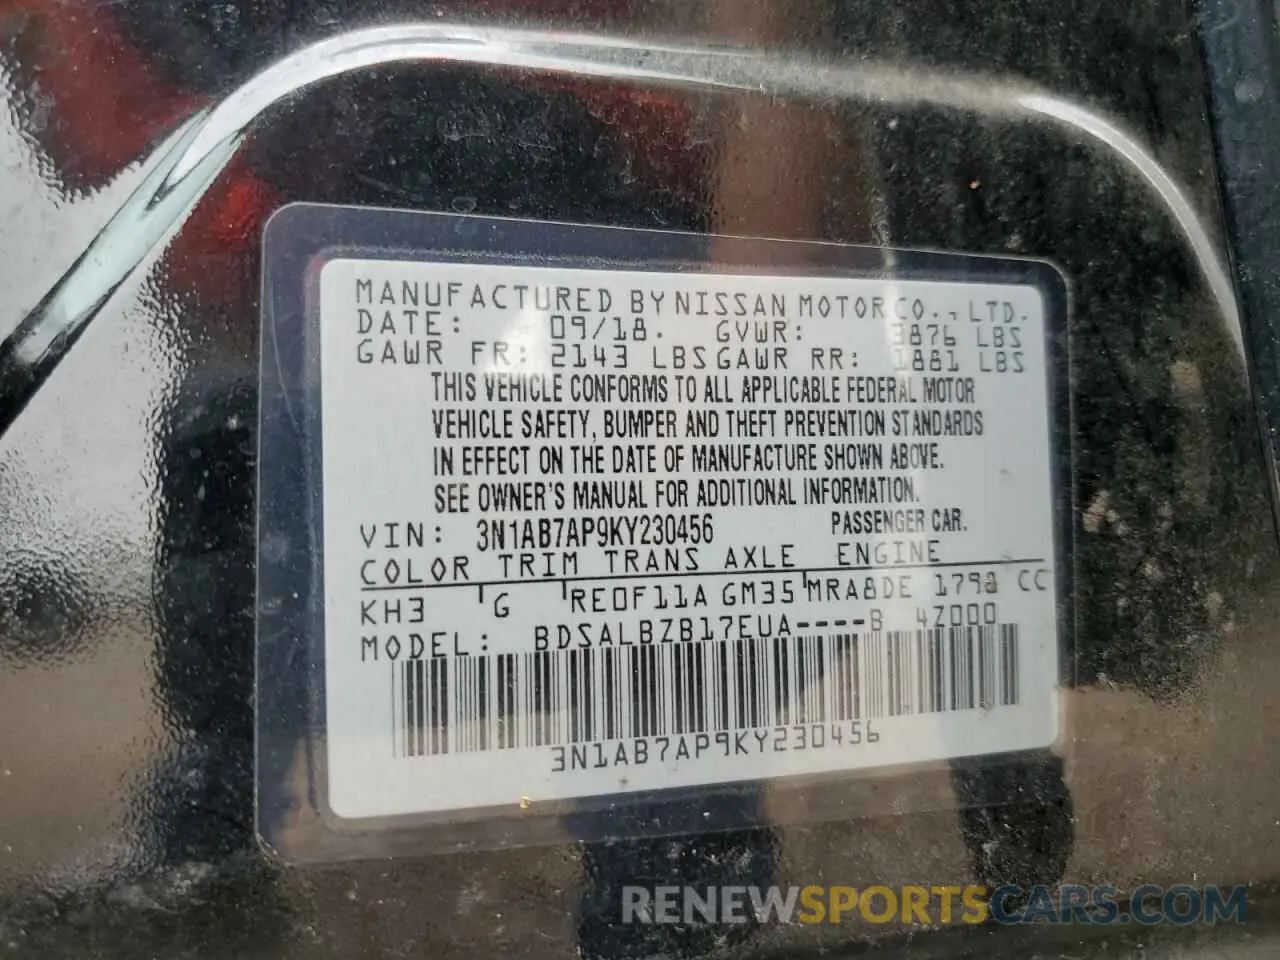 MANUFACTURED BY NISSAN MOTOR CO., LTD.
DATE: 09/18. GVWR: 3876 LBS
GAWR FR: 2143 LBS GAWR RR: 1881 LBS
THIS VEHICLE CONFORMS TO ALL APPLICABLE FEDERAL MOTOR
VEHICLE SAFETY, BUMPER AND THEFT PREVENTION STANDARDS
IN EFFECT ON THE DATE OF MANUFACTURE SHOWN ABOVE.
SEE OWNER'S MANUAL FOR ADDITIONAL INFORMATION.
VIN: 3N1AB7AP9KY230456 PASSENGER CAR.
COLOR TRIM TRANS AXLE ENGINE
KH3 G RE0F11A GM35 MRA8DE 1798 CC
MODEL: BDSALBZB17EUA----B 4Z000
3N1AB7AP9KY230456
RENEWSPORTSCARS.COM